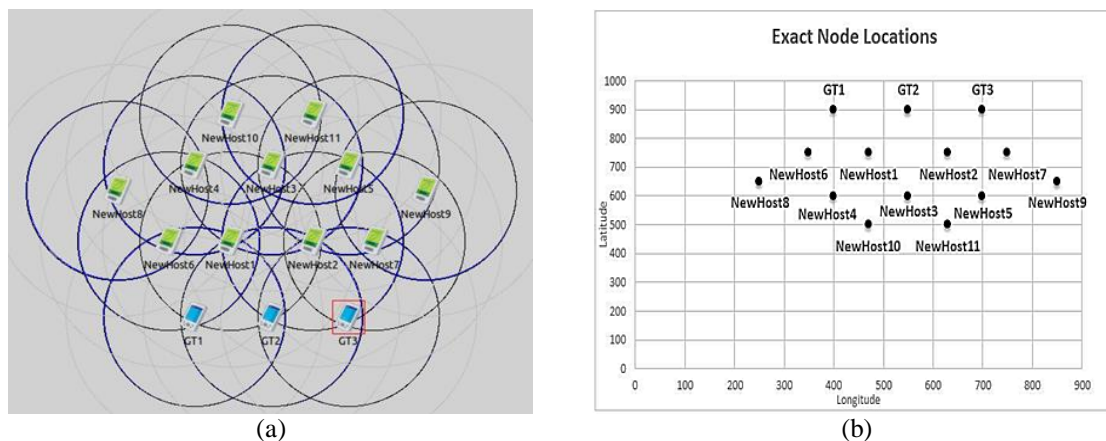 NewHost10
NewHost11
NewHost4
NewHost3
NewHost5
NewHost8
NewHost9
NewHost6
NewHost1
NewHost2
NewHost7
GT1
GT2
GT3
(a)
Exact Node Locations
Latitude
1000
900
800
700
600
500
400
300
200
100
0
GT1
GT2
GT3
NewHost6
NewHost1
NewHost2
NewHost7
NewHost8
NewHost9
NewHost4
NewHost3
NewHost5
NewHost10
NewHost11
0
100
200
300
400
500
600
700
800
900
Longitude
(b)